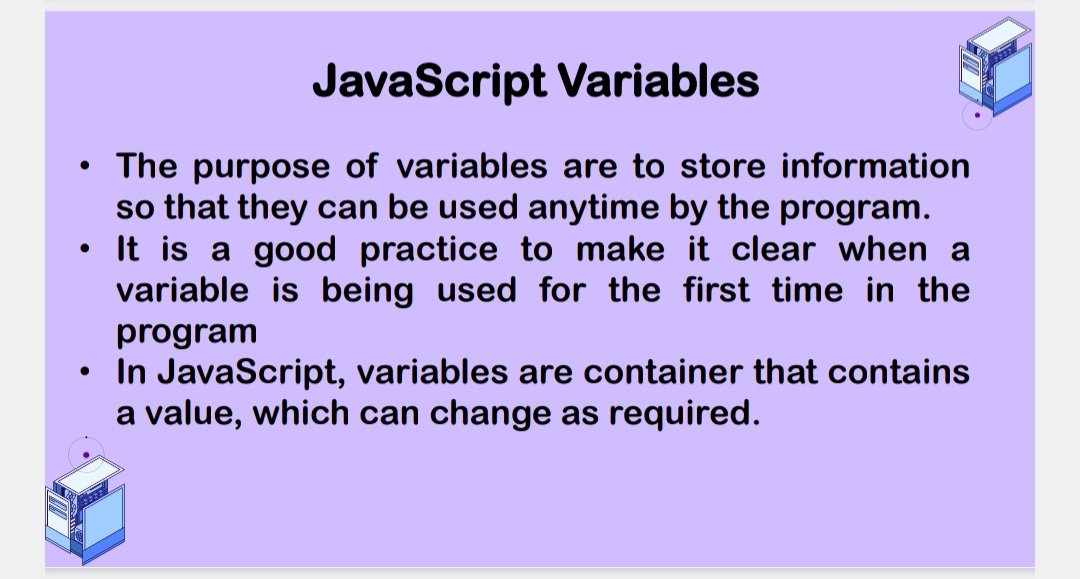 JavaScript Variables
• The purpose of variables are to store information
so that they can be used anytime by the program.
• It is a good practice to make it clear when a
variable is being used for the first time in the
program
• In JavaScript, variables are container that contains
a value, which can change as required.